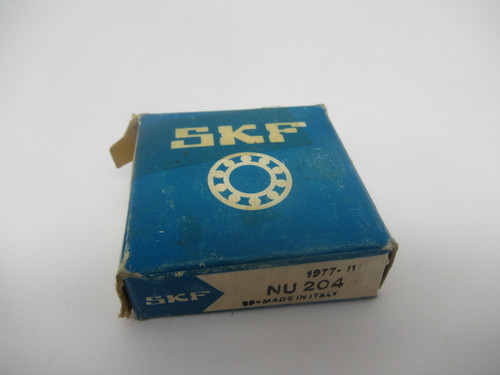 SKF
SKF
1977-11
NU 204
MADE IN ITALY